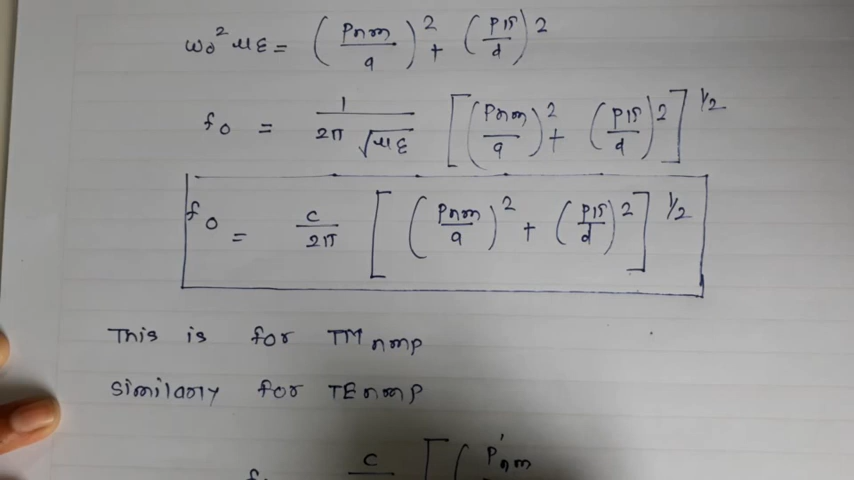 ω₀² με = (Pnm/a)² + (pπ/d)²
f₀ = 1/(2π √με) [(Pnm/a)² + (pπ/d)²]^1/2
f₀ = c/2π [(Pnm/a)² + (pπ/d)²]^1/2
This is for TMnmp
similarly for TEnmp
c [(P'nm